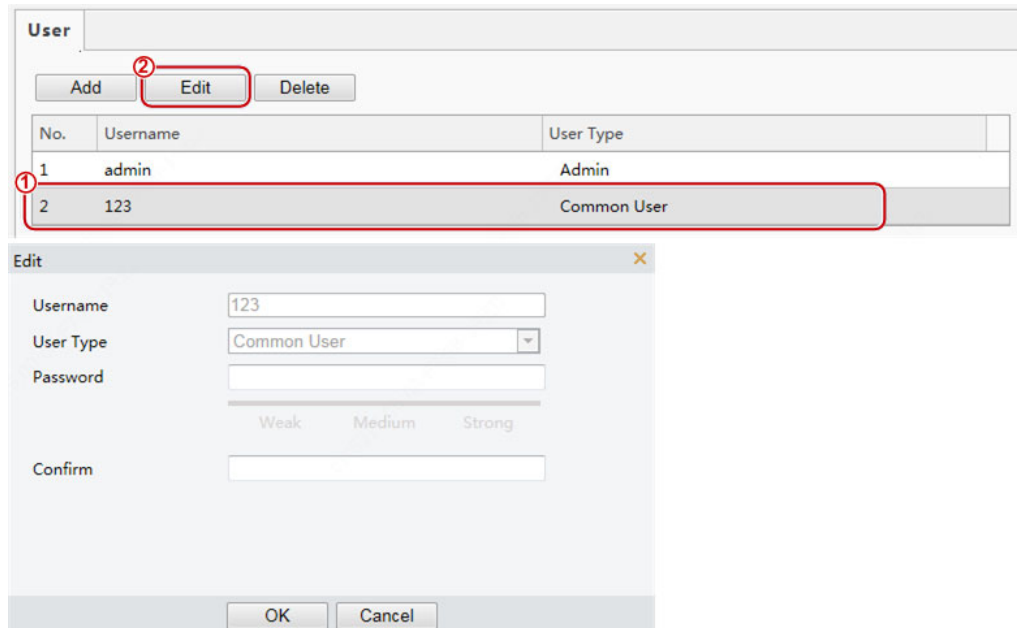 User
② 
Add Edit Delete
No. Username User Type
1 admin Admin
①
2 123 Common User
Edit
Username 123
User Type Common User
Password
Weak Medium Strong
Confirm
OK Cancel